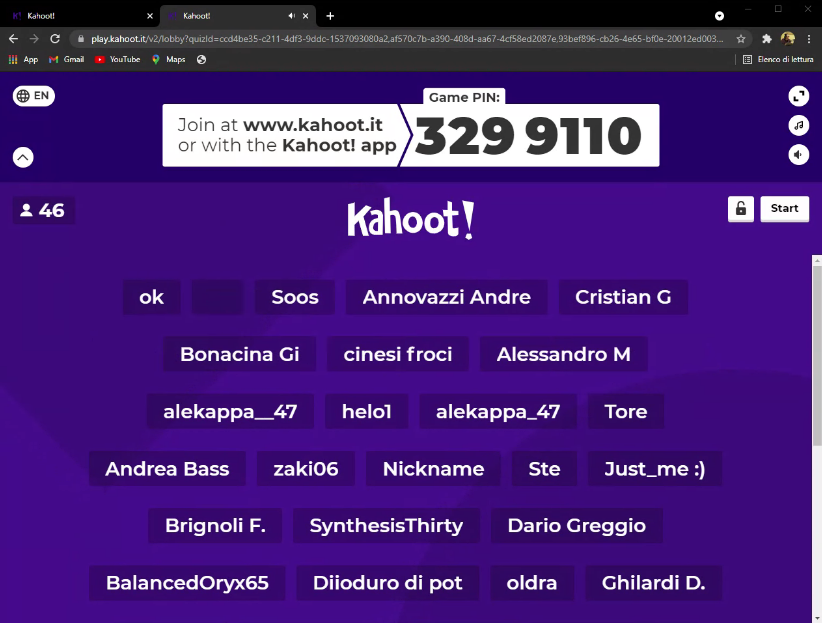 Kahoot!
Kahoot!
play.kahoot.it/v2/lobby?quizId=ccd4be35-c211-4df3-9ddc-1537093080a2,af570c7b-a390-408d-aa67-4cf58ed2087e,93bef896-cb26-4e65-bf0e-20012ed003...
App Gmail YouTube Maps Elenco di lettura
EN
Game PIN:
Join at www.kahoot.it
or with the Kahoot! app
329 9110
46
Kahoot!
Start
ok Soos Annovazzi Andre Cristian G
Bonacina Gi cinesi froci Alessandro M
alekappa__47 helo1 alekappa_47 Tore
Andrea Bass zaki06 Nickname Ste Just_me :)
Brignoli F. SynthesisThirty Dario Greggio
BalancedOryx65 Diioduro di pot oldra Ghilardi D.